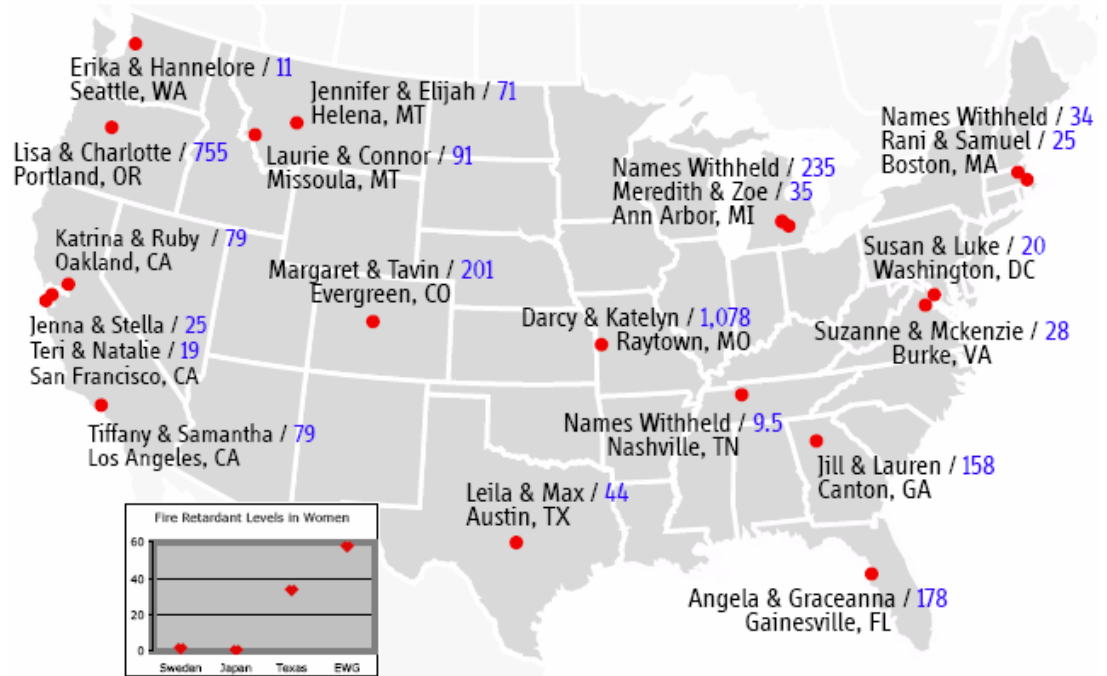 Erika & Hannelore / 11
Seattle, WA
Jennifer & Elijah / 71
Helena, MT
Lisa & Charlotte / 755
Portland, OR
Laurie & Connor / 91
Missoula, MT
Names Withheld / 34
Rani & Samuel / 25
Boston, MA
Names Withheld / 235
Meredith & Zoe / 35
Ann Arbor, MI
Katrina & Ruby / 79
Oakland, CA
Margaret & Tavin / 201
Evergreen, CO
Susan & Luke / 20
Washington, DC
Jenna & Stella / 25
Teri & Natalie / 19
San Francisco, CA
Darcy & Katelyn / 1,078
Raytown, MO
Suzanne & Mckenzie / 28
Burke, VA
Tiffany & Samantha / 79
Los Angeles, CA
Names Withheld / 9.5
Nashville, TN
Jill & Lauren / 158
Canton, GA
Leila & Max / 44
Austin, TX
Angela & Graceanna / 178
Gainesville, FL
Fire Retardant Levels in Women
60
40
20
0
Sweden Japan Texas EWG